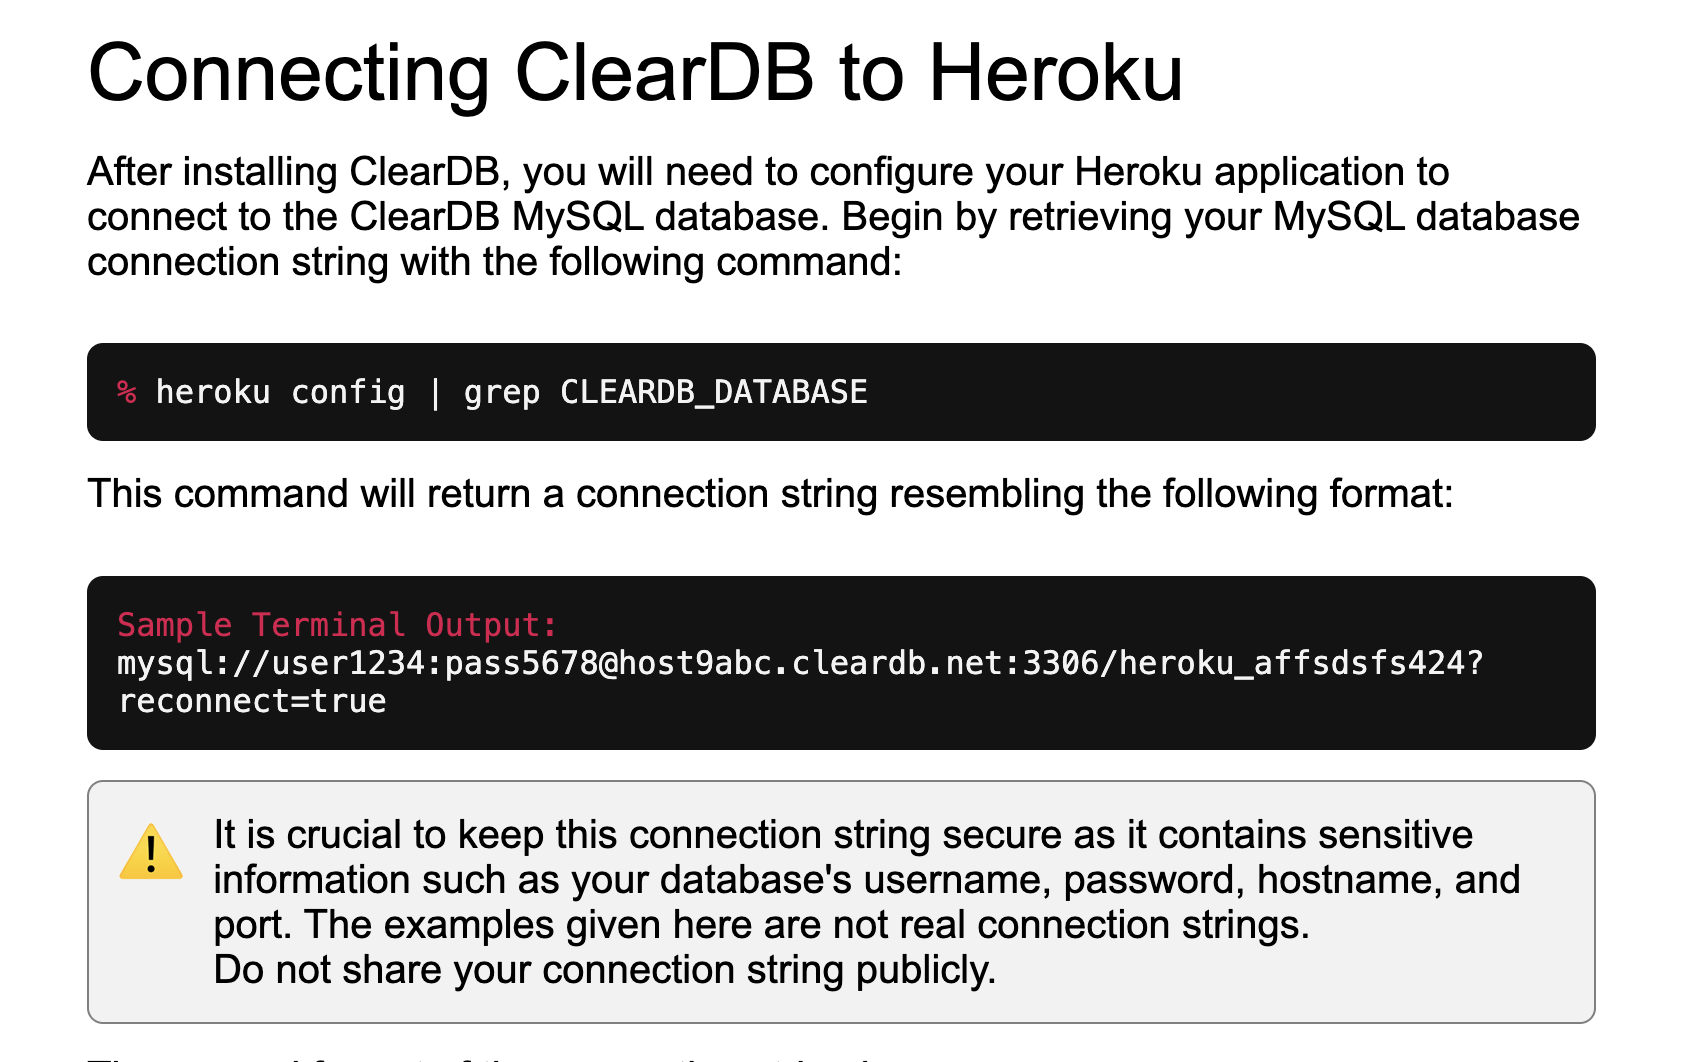 Connecting ClearDB to Heroku
After installing ClearDB, you will need to configure your Heroku application to
connect to the ClearDB MySQL database. Begin by retrieving your MySQL database
connection string with the following command:
% heroku config | grep CLEARDB_DATABASE
This command will return a connection string resembling the following format:
Sample Terminal Output:
mysql://user1234:pass5678@host9abc.cleardb.net:3306/heroku_affsdsfs424?
reconnect=true
It is crucial to keep this connection string secure as it contains sensitive
information such as your database's username, password, hostname, and
port. The examples given here are not real connection strings.
Do not share your connection string publicly.